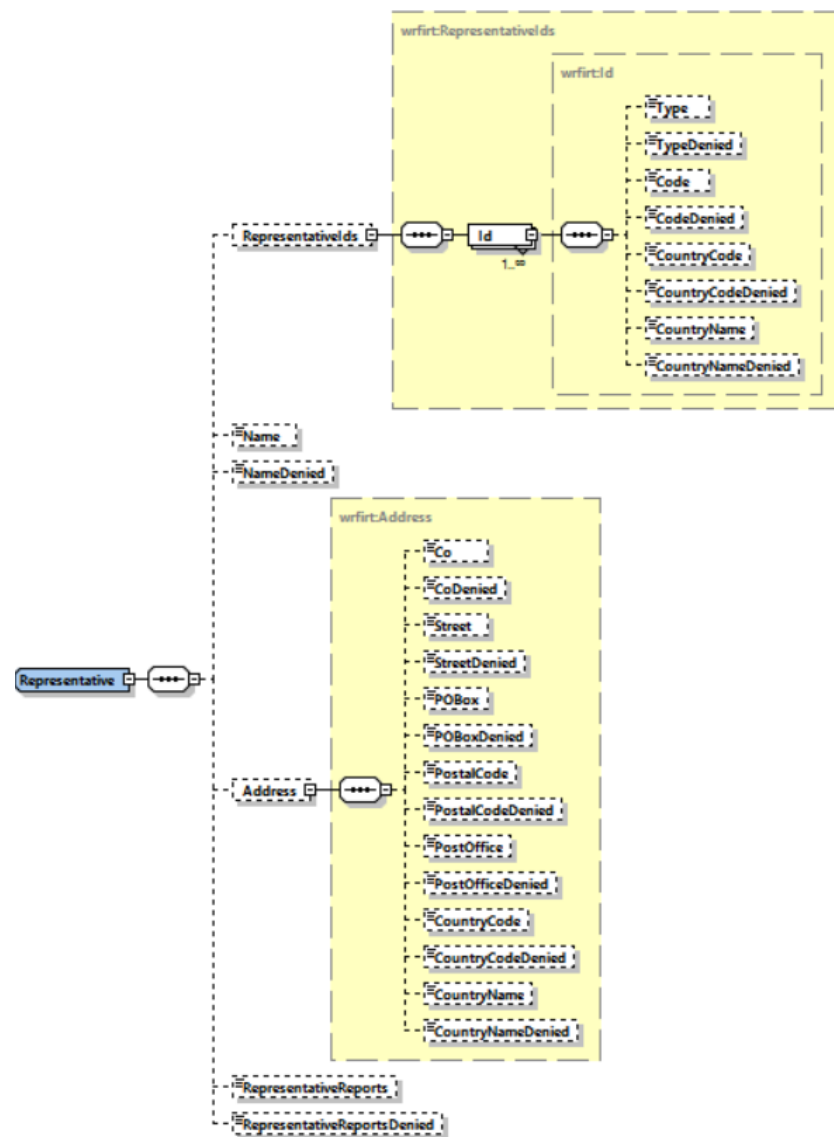 wrfirt:RepresentativeIds
wrfirt:Id
Type
TypeDenied
Code
CodeDenied
RepresentativeIds
Id
CountryCode
1..∞
CountryCodeDenied
CountryName
CountryNameDenied
Name
NameDenied
wrfirt:Address
Co
CoDenied
Street
StreetDenied
Representative
POBox
POBoxDenied
PostalCode
Address
PostalCodeDenied
PostOffice
PostOfficeDenied
CountryCode
CountryCodeDenied
CountryName
CountryNameDenied
RepresentativeReports
RepresentativeReportsDenied